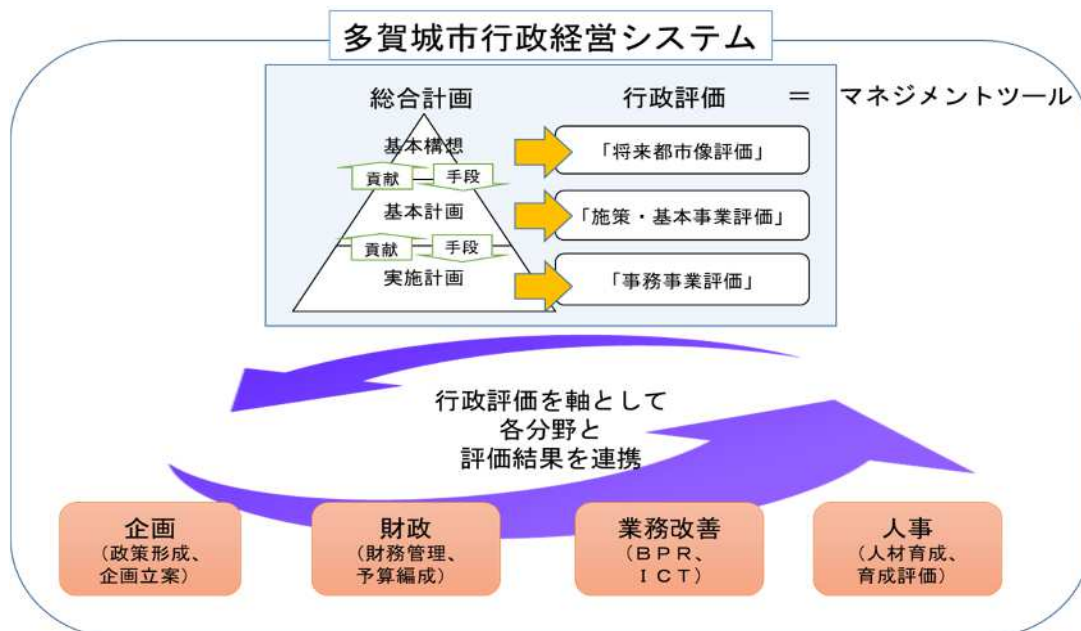 多賀城市行政経営システム
総合計画
行政評価 ＝ マネジメントツール
基本構想
「将来都市像評価」
貢献
手段
基本計画
「施策・基本事業評価」
貢献
手段
実施計画
「事務事業評価」
行政評価を軸として
各分野と
評価結果を連携
企画
（政策形成、
企画立案）
財政
（財務管理、
予算編成）
業務改善
（ＢＰＲ、
ＩＣＴ）
人事
（人材育成、
育成評価）